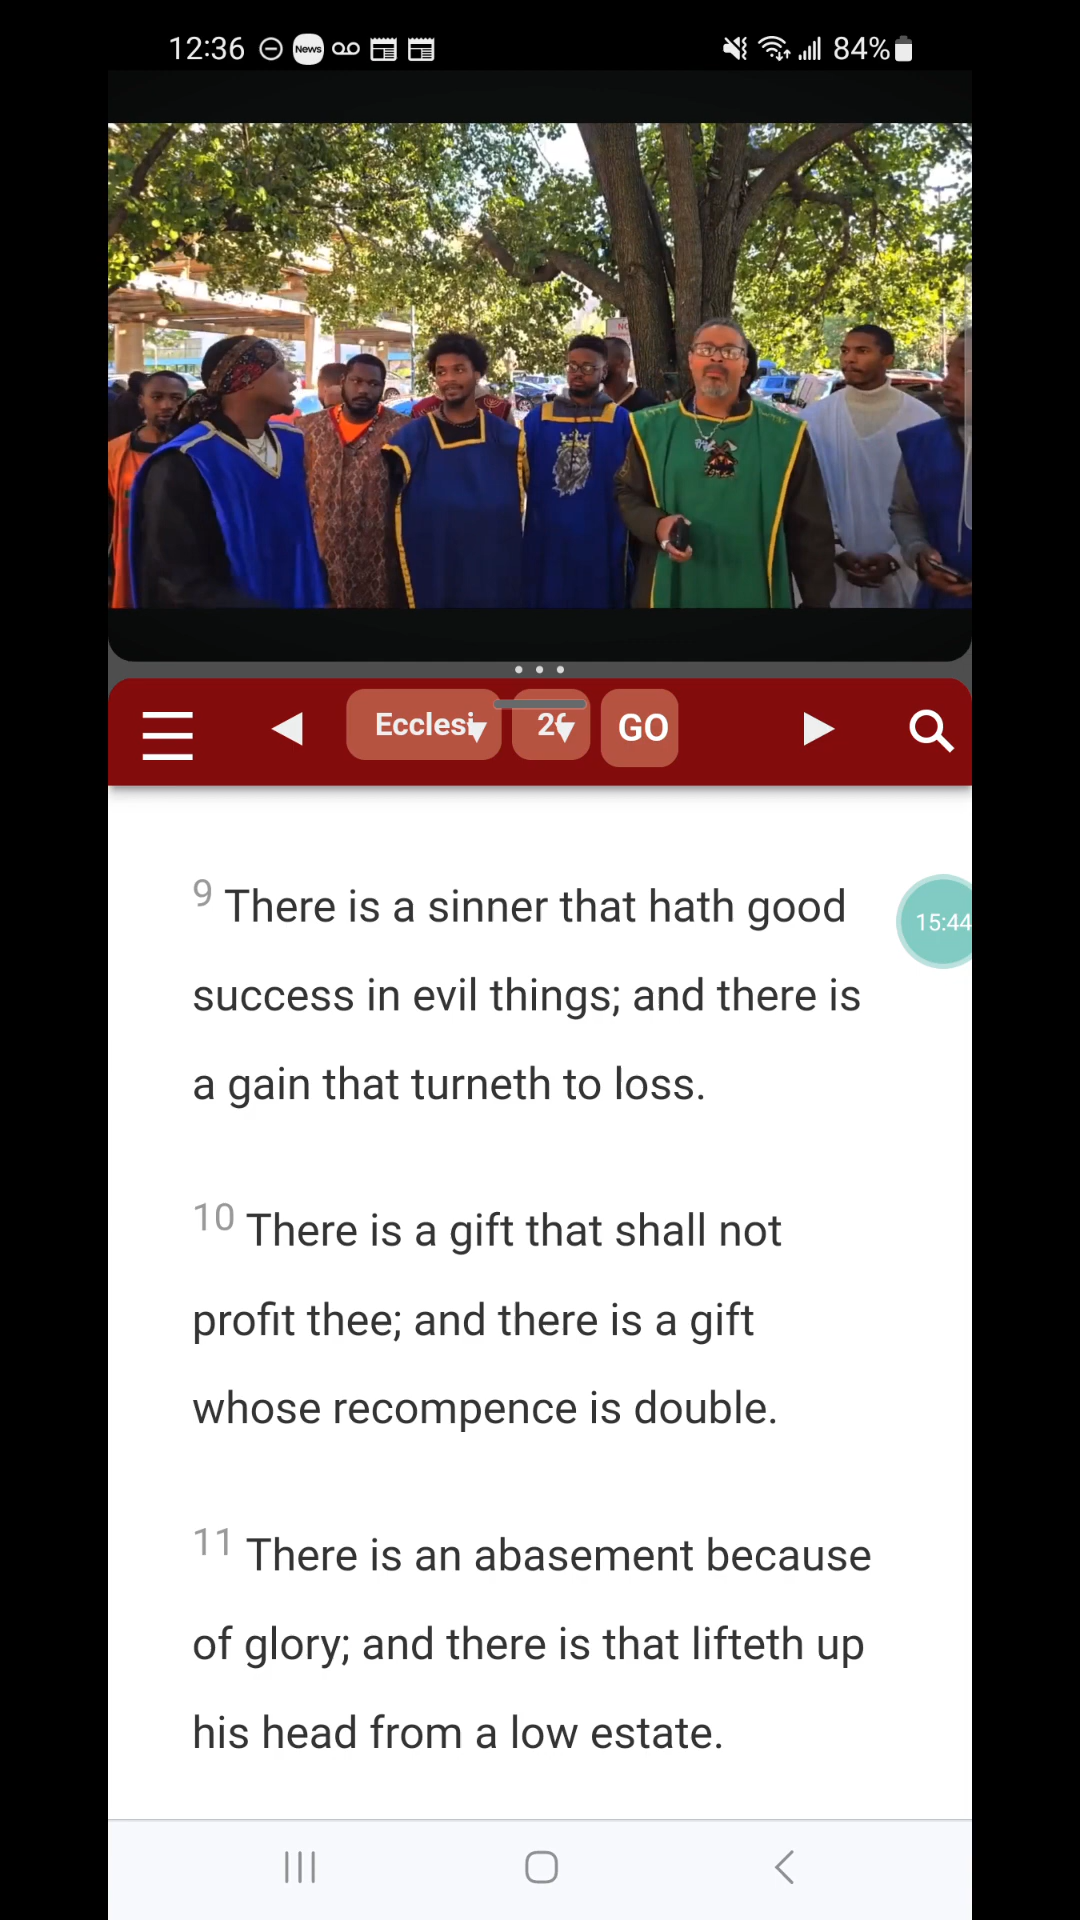 12:36 News 84%
NO
Ecclesi 20 GO
9 There is a sinner that hath good
success in evil things; and there is
a gain that turneth to loss.
15:44
10 There is a gift that shall not
profit thee; and there is a gift
whose recompence is double.
11 There is an abasement because
of glory; and there is that lifteth up
his head from a low estate.